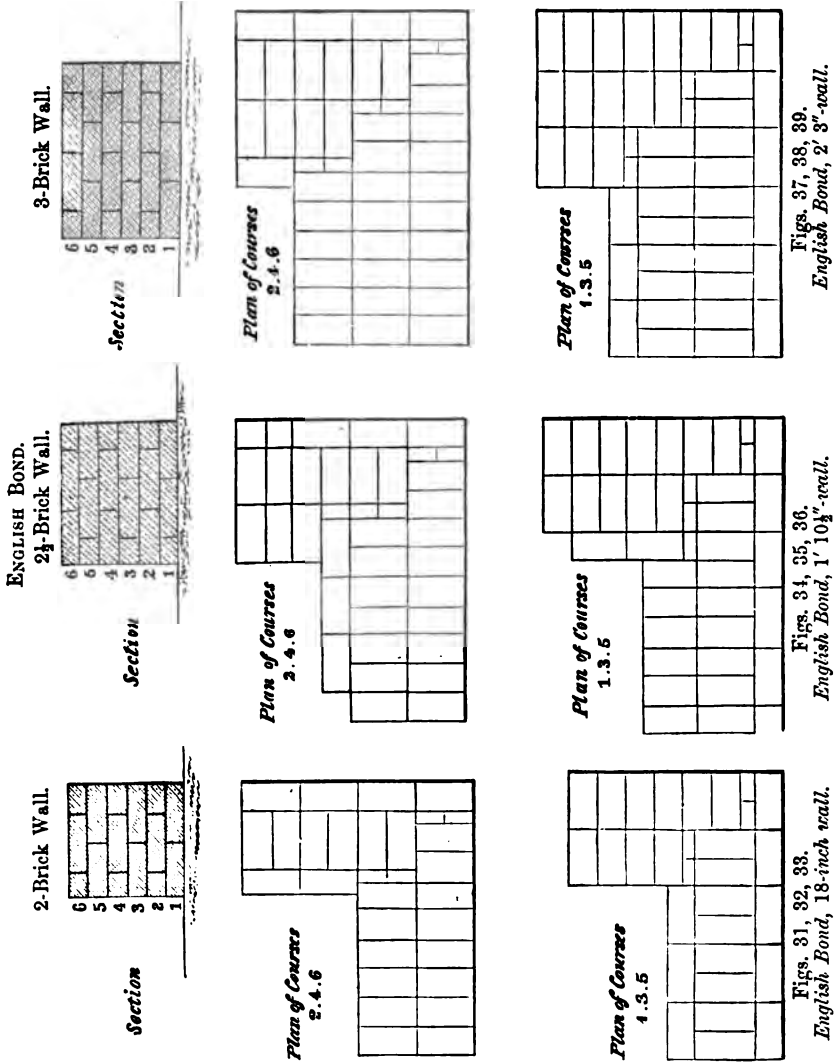 ENGLISH BOND.
2-Brick Wall.
2½-Brick Wall.
3-Brick Wall.
Section
6
5
4
3
2
1
Section
6
5
4
3
2
1
Section
6
5
4
3
2
1
Plan of Courses
2.4.6
Plan of Courses
2.4.6
Plan of Courses
2.4.6
Plan of Courses
1.3.5
Plan of Courses
1.3.5
Plan of Courses
1.3.5
Figs. 31, 32, 33.
English Bond, 18-inch wall.
Figs. 34, 35, 36.
English Bond, 1' 10½"-wall.
Figs. 37, 38, 39.
English Bond, 2' 3"-wall.